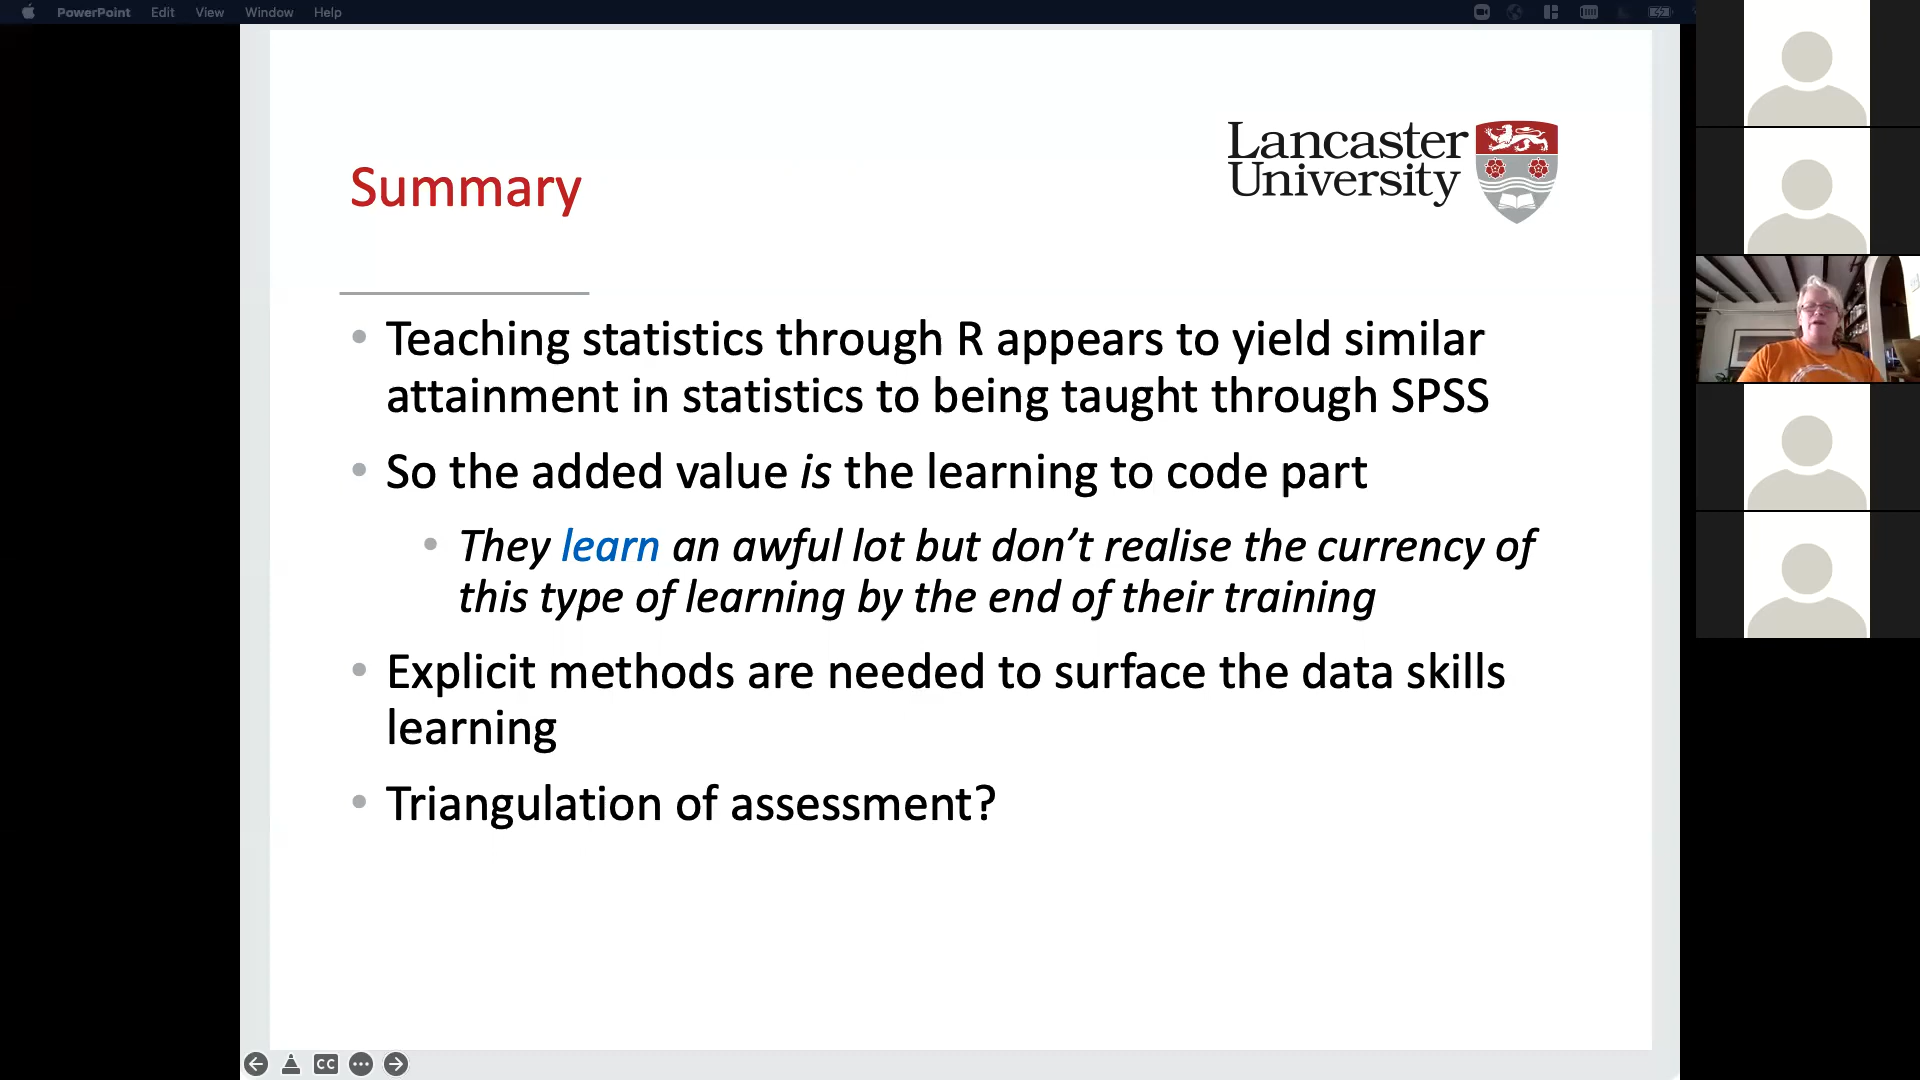 PowerPoint Edit View Window Help
Lancaster
University
Summary
• Teaching statistics through R appears to yield similar
attainment in statistics to being taught through SPSS
• So the added value is the learning to code part
• They learn an awful lot but don’t realise the currency of
this type of learning by the end of their training
• Explicit methods are needed to surface the data skills
learning
• Triangulation of assessment?
CC